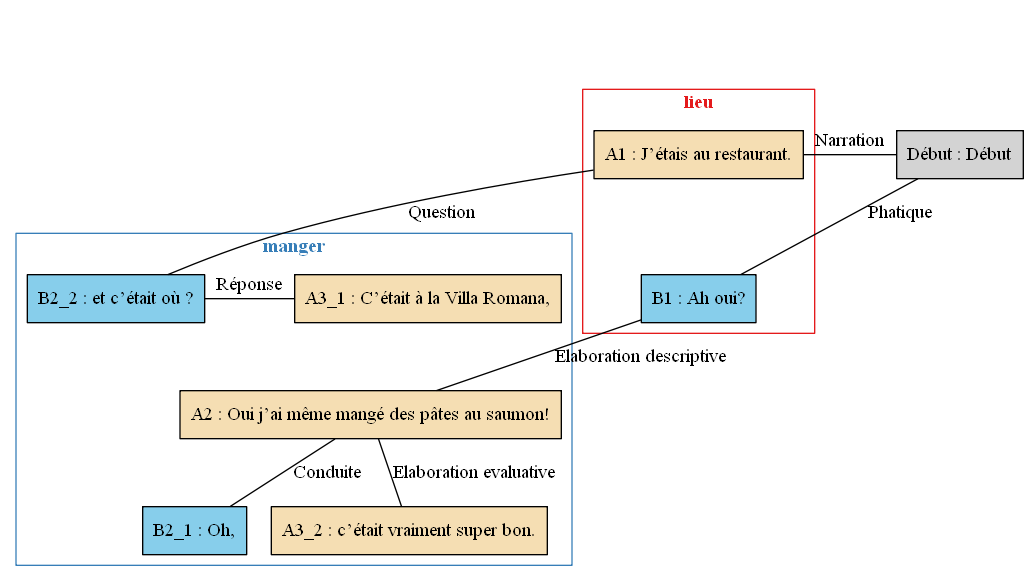 lieu
A1 : J’étais au restaurant.
Narration
Début : Début
Question
Phatique
manger
B2_2 : et c’était où ?
Réponse
A3_1 : C’était à la Villa Romana,
B1 : Ah oui?
Elaboration descriptive
A2 : Oui j’ai même mangé des pâtes au saumon!
Conduite
Elaboration evaluative
B2_1 : Oh,
A3_2 : c’était vraiment super bon.